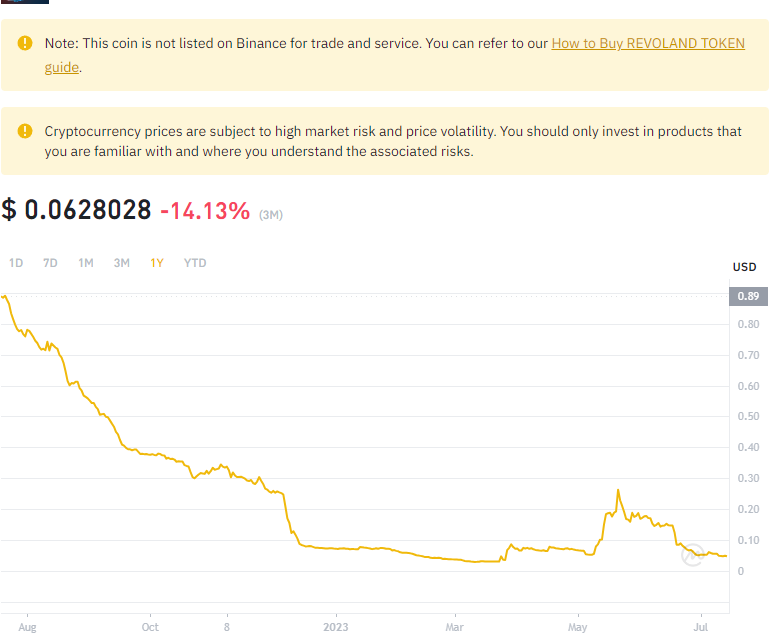 Note: This coin is not listed on Binance for trade and service. You can refer to our How to Buy REVOLAND TOKEN
guide.
Cryptocurrency prices are subject to high market risk and price volatility. You should only invest in products that
you are familiar with and where you understand the associated risks.
$ 0.0628028 -14.13% (3M)
1D 7D 1M 3M 1Y YTD
USD
0.89
0.80
0.70
0.60
0.50
0.40
0.30
0.20
0.10
0
Aug Oct 8 2023 Mar May Jul